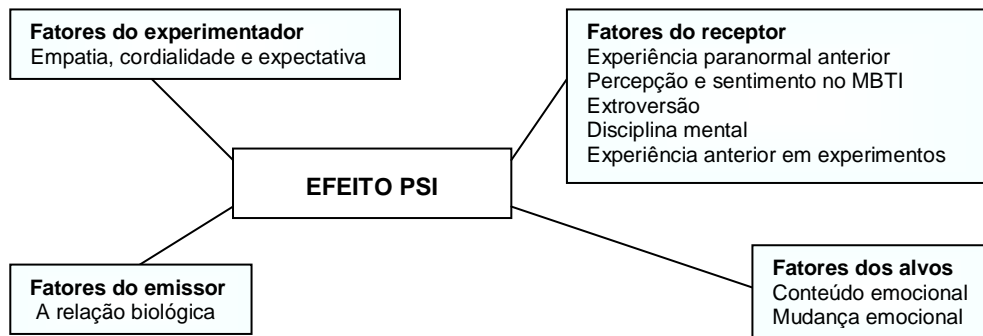 Fatores do experimentador
Empatia, cordialidade e expectativa
Fatores do receptor
Experiência paranormal anterior
Percepção e sentimento no MBTI
Extroversão
Disciplina mental
Experiência anterior em experimentos
EFEITO PSI
Fatores do emissor
A relação biológica
Fatores dos alvos
Conteúdo emocional
Mudança emocional